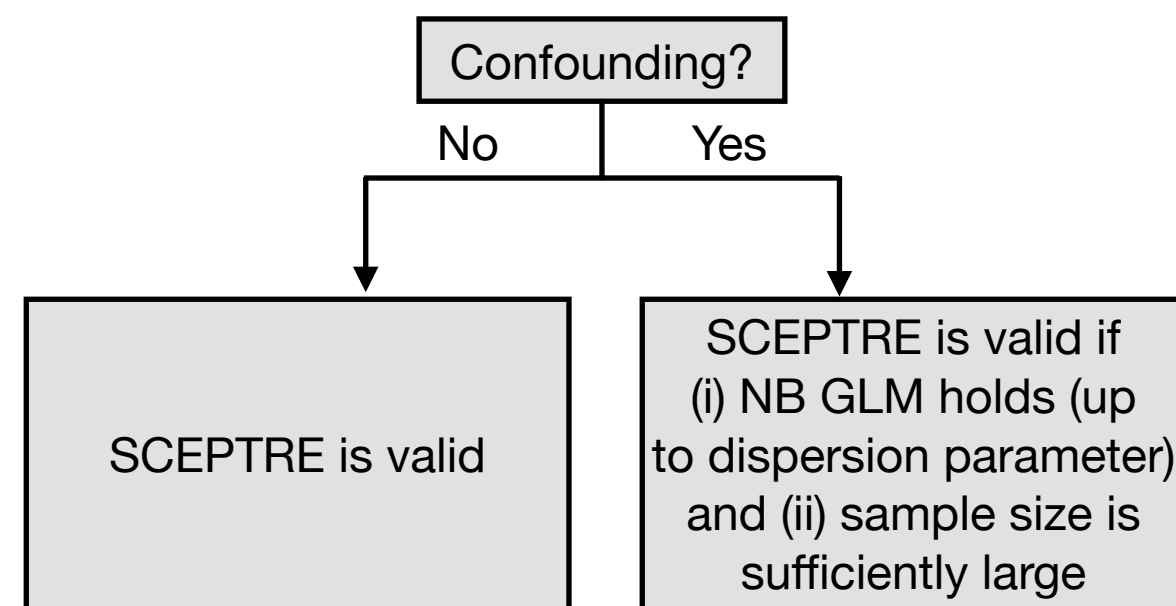 Confounding?
No
Yes
SCEPTRE is valid
SCEPTRE is valid if
(i) NB GLM holds (up
to dispersion parameter)
and (ii) sample size is
sufficiently large